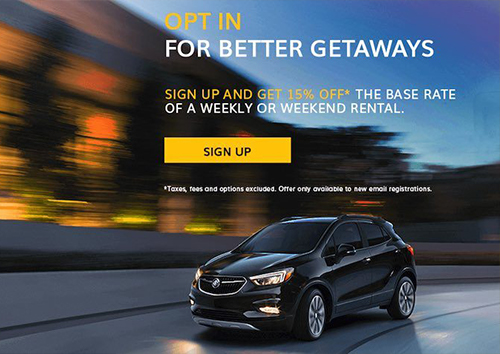 OPT IN
FOR BETTER GETAWAYS
SIGN UP AND GET 15% OFF* THE BASE RATE
OF A WEEKLY OR WEEKEND RENTAL.
SIGN UP
*Taxes, fees and options excluded. Offer only available to new email registrations.